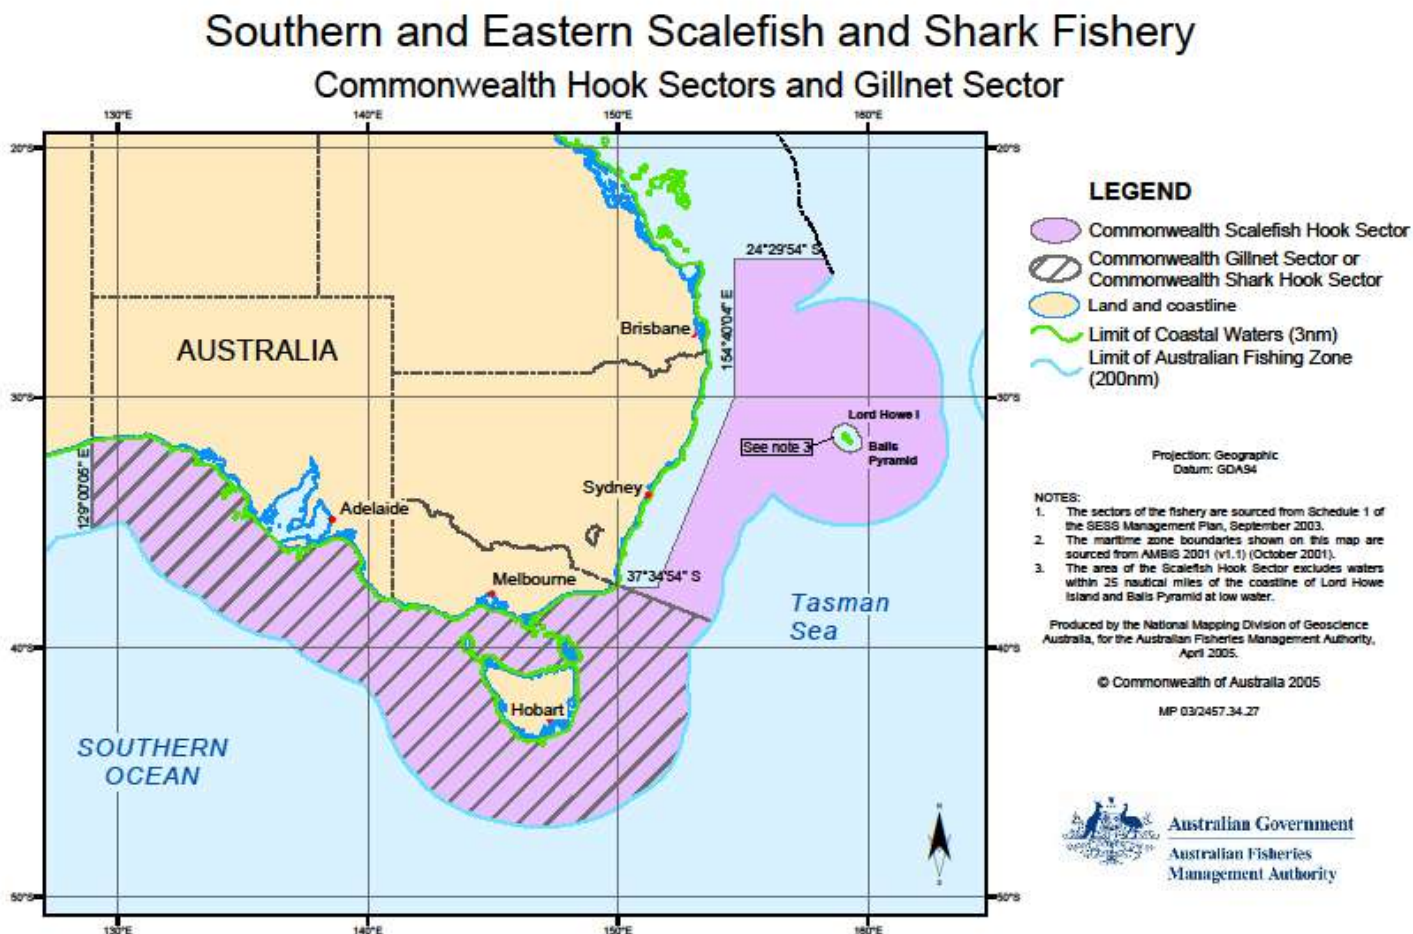 Southern and Eastern Scalefish and Shark Fishery
Commonwealth Hook Sectors and Gillnet Sector
130°E
140°E
150°E
160°E
20°S
20°S
24°29'54" S
154°40'04" E
Brisbane
AUSTRALIA
30°S
30°S
Lord Howe I
See note 3
Balls
Pyramid
129°00'05" E
Sydney
Adelaide
37°34'54" S
Melbourne
Tasman
Sea
40°S
40°S
Hobart
SOUTHERN
OCEAN
N
S
50°S
50°S
130°E
140°E
150°E
160°E
LEGEND
Commonwealth Scalefish Hook Sector
Commonwealth Gillnet Sector or
Commonwealth Shark Hook Sector
Land and coastline
Limit of Coastal Waters (3nm)
Limit of Australian Fishing Zone
(200nm)
Projection: Geographic
Datum: GDA94
NOTES:
1. The sectors of the fishery are sourced from Schedule 1 of
the SESS Management Plan, September 2003.
2. The maritime zone boundaries shown on this map are
sourced from AMBIS 2001 (v1.1) (October 2001).
3. The area of the Scalefish Hook Sector excludes waters
within 25 nautical miles of the coastline of Lord Howe
Island and Balls Pyramid at low water.
Produced by the National Mapping Division of Geoscience
Australia, for the Australian Fisheries Management Authority,
April 2005.
© Commonwealth of Australia 2005
MP 03/2457.34.27
Australian Government
Australian Fisheries
Management Authority